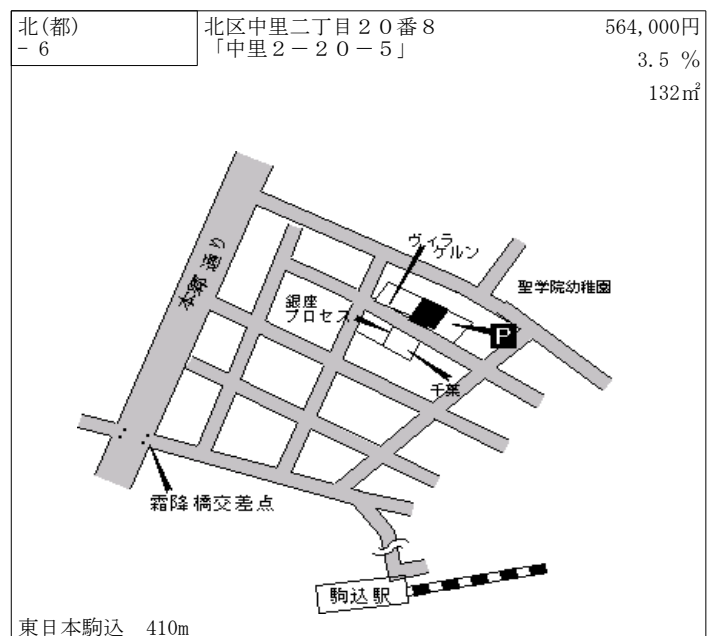 北(都)
- 6
北区中里二丁目２０番８
「中里２－２０－５」
564,000円
3.5 %
132㎡
本郷通り
ヴィラ
ケルン
聖学院幼稚園
銀座
プロセス
P
千葉
霜降橋交差点
駒込駅
東日本駒込　410m